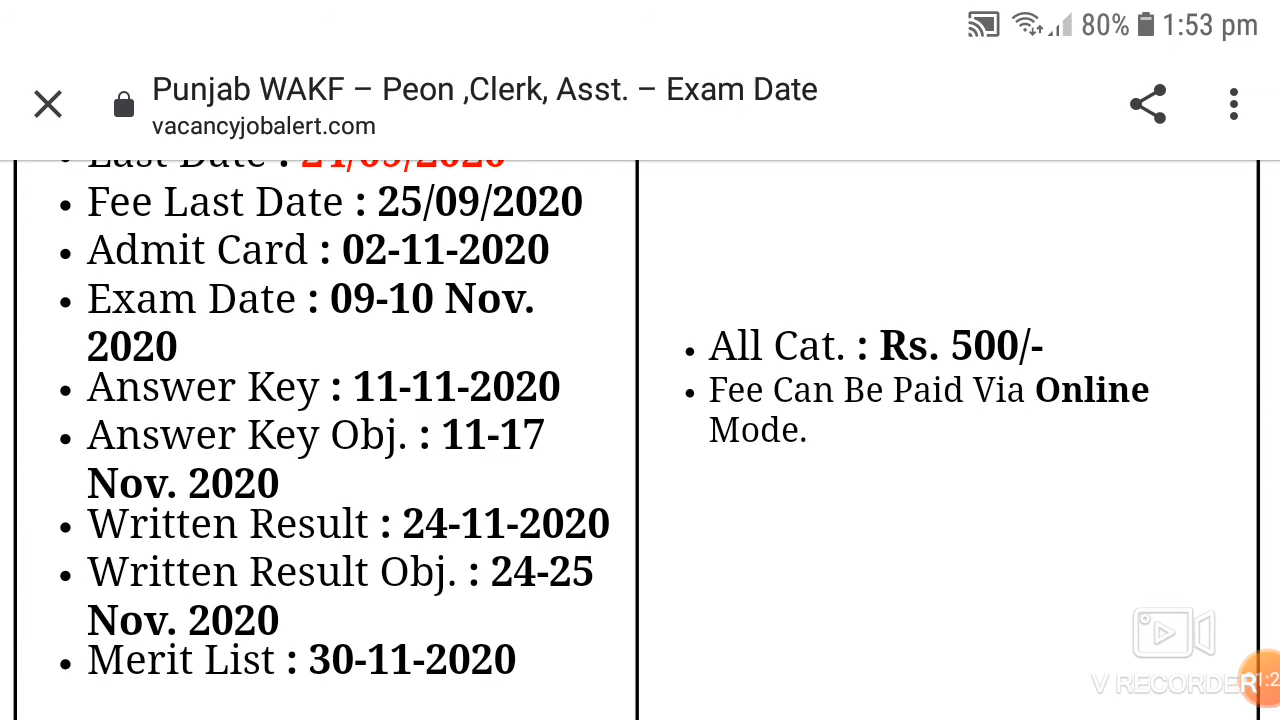 80% 1:53 pm
Punjab WAKF – Peon ,Clerk, Asst. – Exam Date
vacancyjobalert.com
Last Date :
Fee Last Date : 25/09/2020
Admit Card : 02-11-2020
Exam Date : 09-10 Nov.
2020
Answer Key : 11-11-2020
Answer Key Obj. : 11-17
Nov. 2020
Written Result : 24-11-2020
Written Result Obj. : 24-25
Nov. 2020
Merit List : 30-11-2020
All Cat. : Rs. 500/-
Fee Can Be Paid Via Online
Mode.
V RECORDER